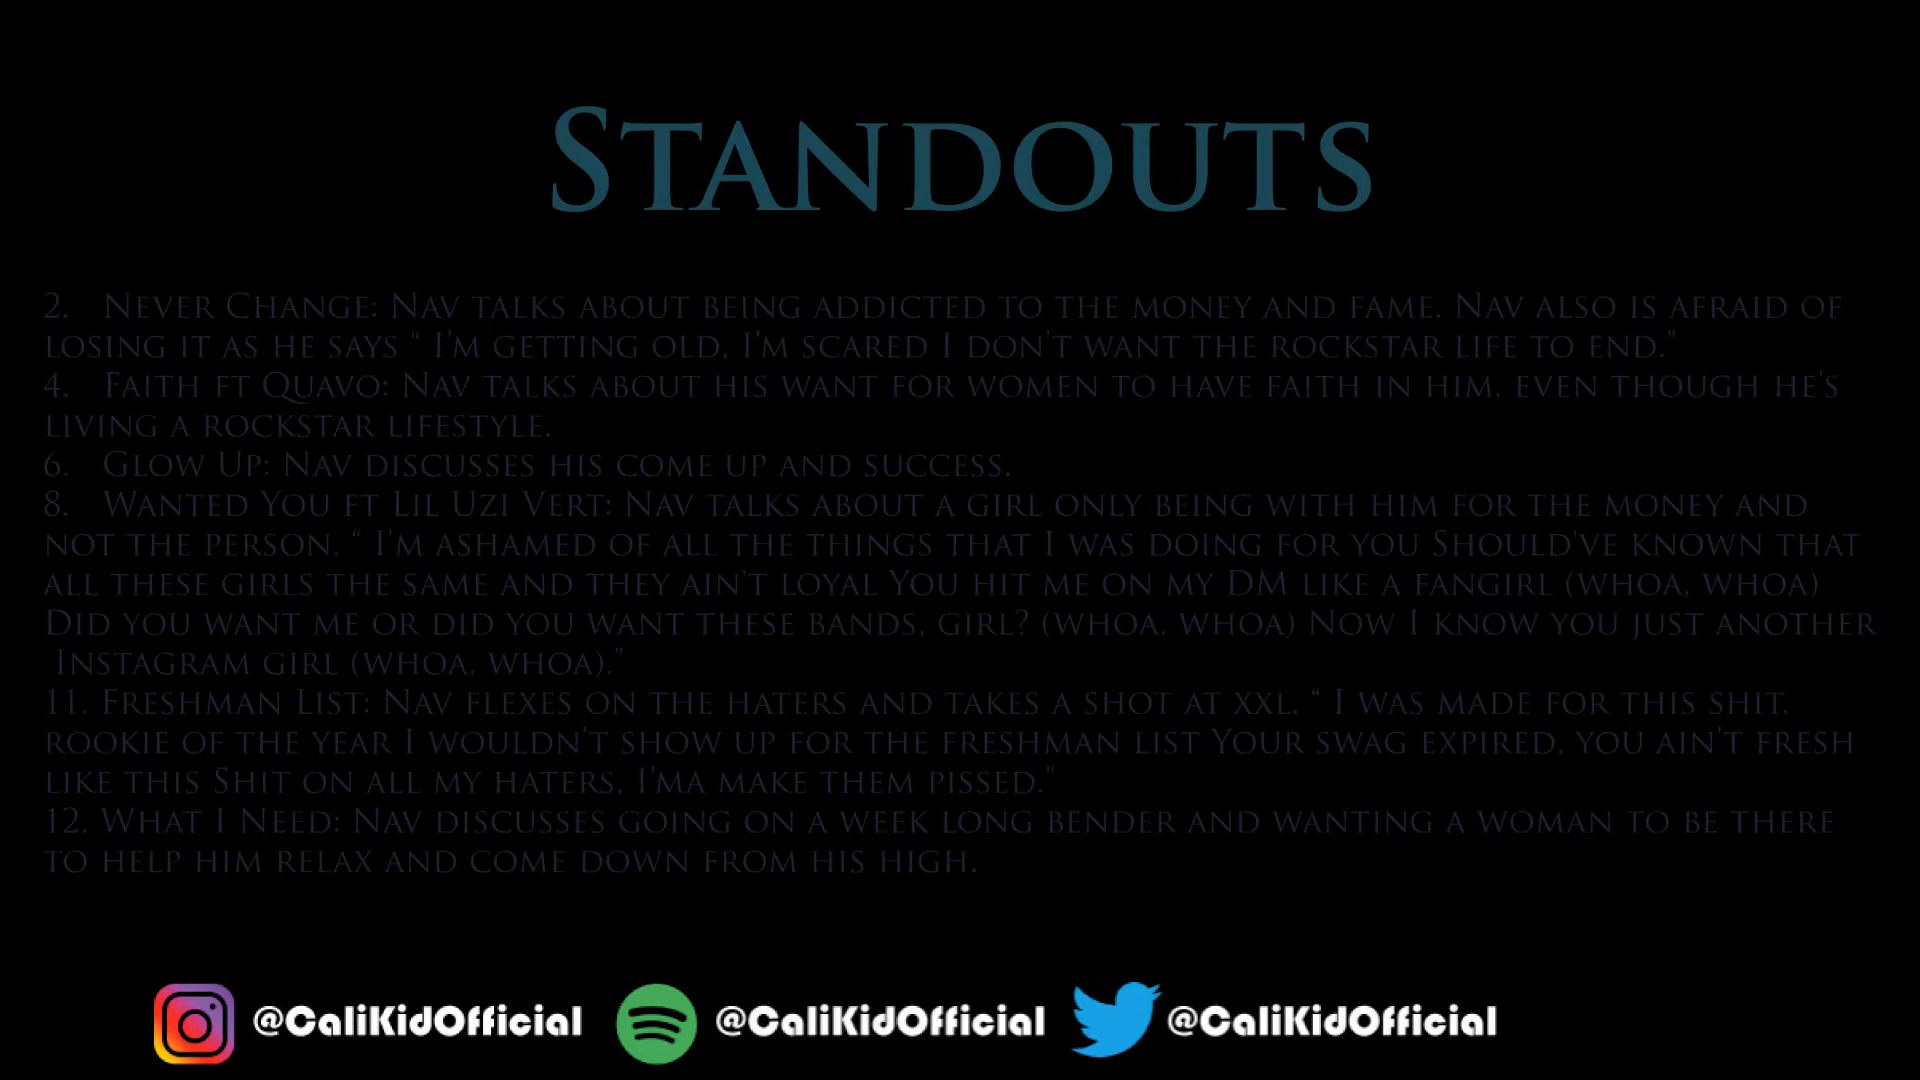 Standouts
2. Never Change: Nav talks about being addicted to the money and fame. Nav also is afraid of
losing it as he says “ I'm getting old, I'm scared I don't want the rockstar life to end.”
4. Faith ft Quavo: Nav talks about his want for women to have faith in him, even though he's
living a rockstar lifestyle.
6. Glow Up: Nav discusses his come up and success.
8. Wanted You ft Lil Uzi Vert: Nav talks about a girl only being with him for the money and
not the person. “ I'm ashamed of all the things that I was doing for you Should've known that
all these girls the same and they ain't loyal You hit me on my DM like a fangirl (whoa, whoa)
Did you want me or did you want these bands, girl? (whoa, whoa) Now I know you just another
Instagram girl (whoa, whoa).”
11. Freshman List: Nav flexes on the haters and takes a shot at xxl. “ I was made for this shit,
rookie of the year I wouldn't show up for the freshman list Your swag expired, you ain't fresh
like this Shit on all my haters, I'ma make them pissed.”
12. What I Need: Nav discusses going on a week long bender and wanting a woman to be there
to help him relax and come down from his high.
@CaliKidOfficial @CaliKidOfficial @CaliKidOfficial